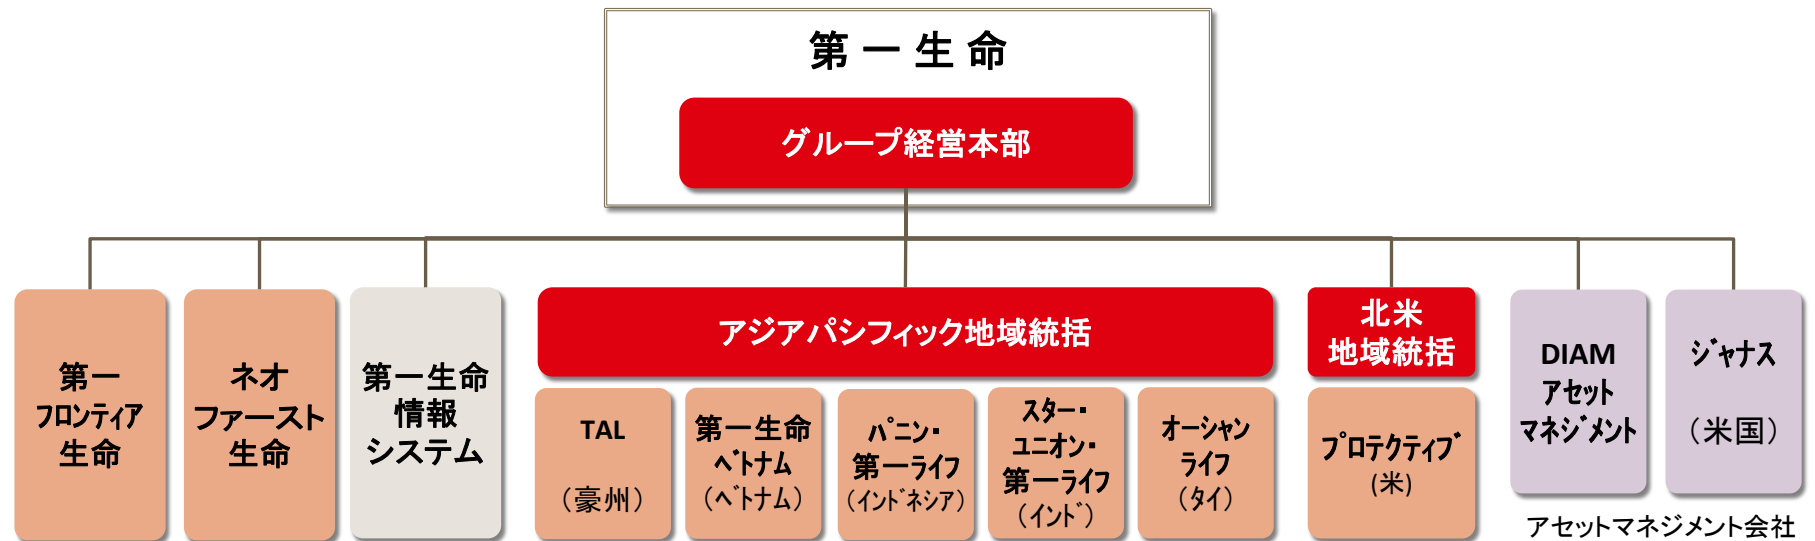 第一生命
グループ経営本部
第一
フロンティア
生命
ネオ
ファースト
生命
第一生命
情報
システム
アジアパシフィック地域統括
TAL
（豪州）
第一生命
ベトナム
（ベトナム）
パニン・
第一ライフ
（インドネシア）
スター・
ユニオン・
第一ライフ
（インド）
オーシャン
ライフ
（タイ）
北米
地域統括
プロテクティブ
(米)
DIAM
アセット
マネジメント
ジャナス
（米国）
アセットマネジメント会社